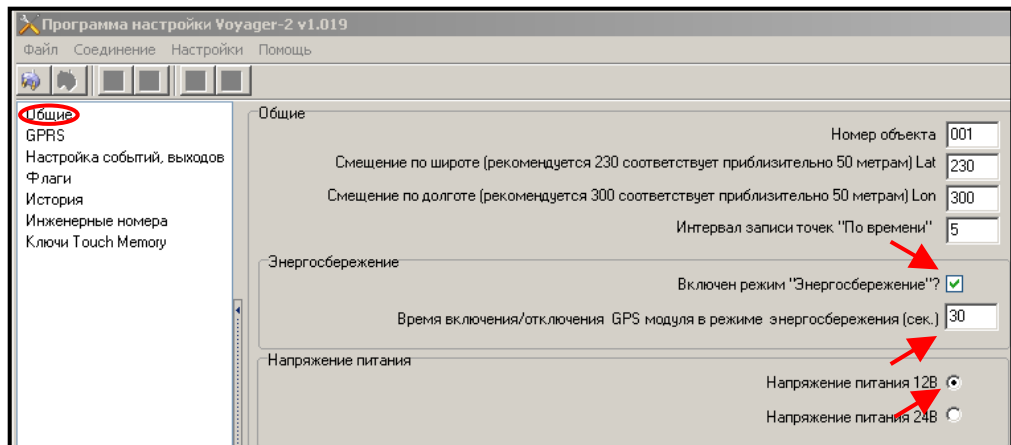 Программа настройки Voyager-2 v1.019
Файл Соединение Настройки Помощь
Общие
GPRS
Настройка событий, выходов
Флаги
История
Инженерные номера
Ключи Touch Memory
Общие
Номер объекта 001
Смещение по широте (рекомендуется 230 соответствует приблизительно 50 метрам) Lat 230
Смещение по долготе (рекомендуется 300 соответствует приблизительно 50 метрам) Lon 300
Интервал записи точек "По времени" 5
Энергосбережение
Включен режим "Энергосбережение"?
Время включения/отключения GPS модуля в режиме энергосбережения (сек.) 30
Напряжение питания
Напряжение питания 12В
Напряжение питания 24В